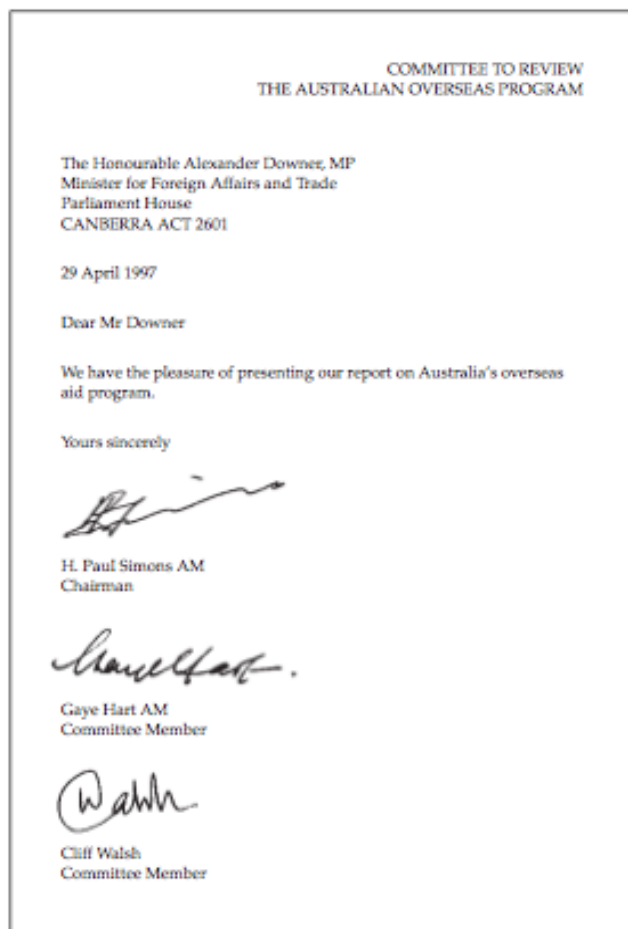 COMMITTEE TO REVIEW
THE AUSTRALIAN OVERSEAS PROGRAM
The Honourable Alexander Downer, MP
Minister for Foreign Affairs and Trade
Parliament House
CANBERRA ACT 2601
29 April 1997
Dear Mr Downer
We have the pleasure of presenting our report on Australia's overseas
aid program.
Yours sincerely
H. Paul Simons AM
Chairman
Gaye Hart AM
Committee Member
Walsh
Cliff Walsh
Committee Member